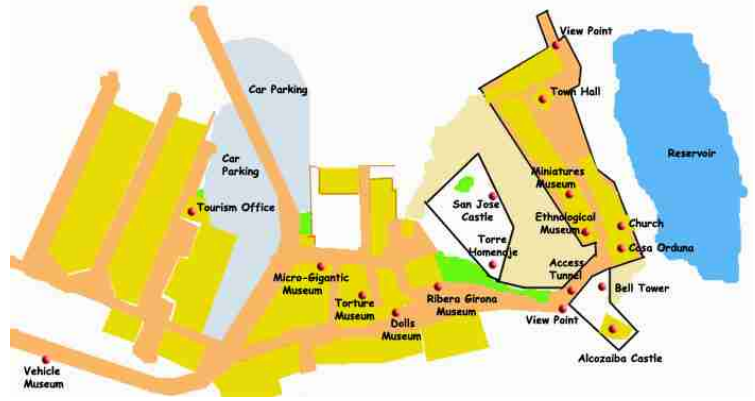 View Point
Car Parking
Town Hall
Reservoir
Car
Parking
Miniatures
Museum
San Jose
Castle
Tourism Office
Ethnological
Museum
Church
Torre
Homenaje
Casa Orduna
Access
Tunnel
Micro-Gigantic
Museum
Bell Tower
Torture
Museum
Ribera Girona
Museum
Dolls
Museum
View Point
Alcozaiba Castle
Vehicle
Museum